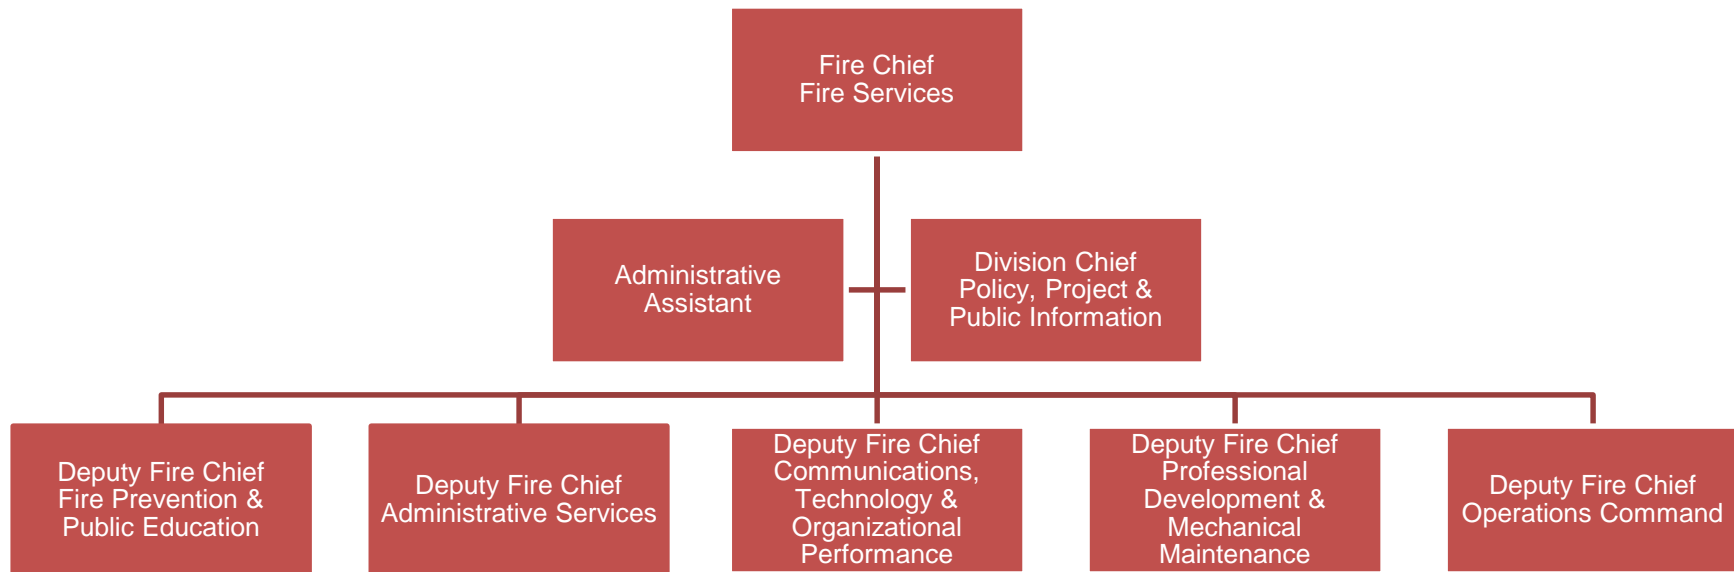 Fire Chief
Fire Services
Administrative
Assistant
Division Chief
Policy, Project &
Public Information
Deputy Fire Chief
Fire Prevention &
Public Education
Deputy Fire Chief
Administrative Services
Deputy Fire Chief
Communications,
Technology &
Organizational
Performance
Deputy Fire Chief
Professional
Development &
Mechanical
Maintenance
Deputy Fire Chief
Operations Command